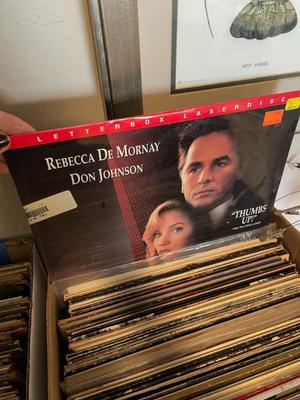 LETTERBOX LASERDISC
REBECCA DE MORNAY
DON JOHNSON
"THUMBS
UP!"